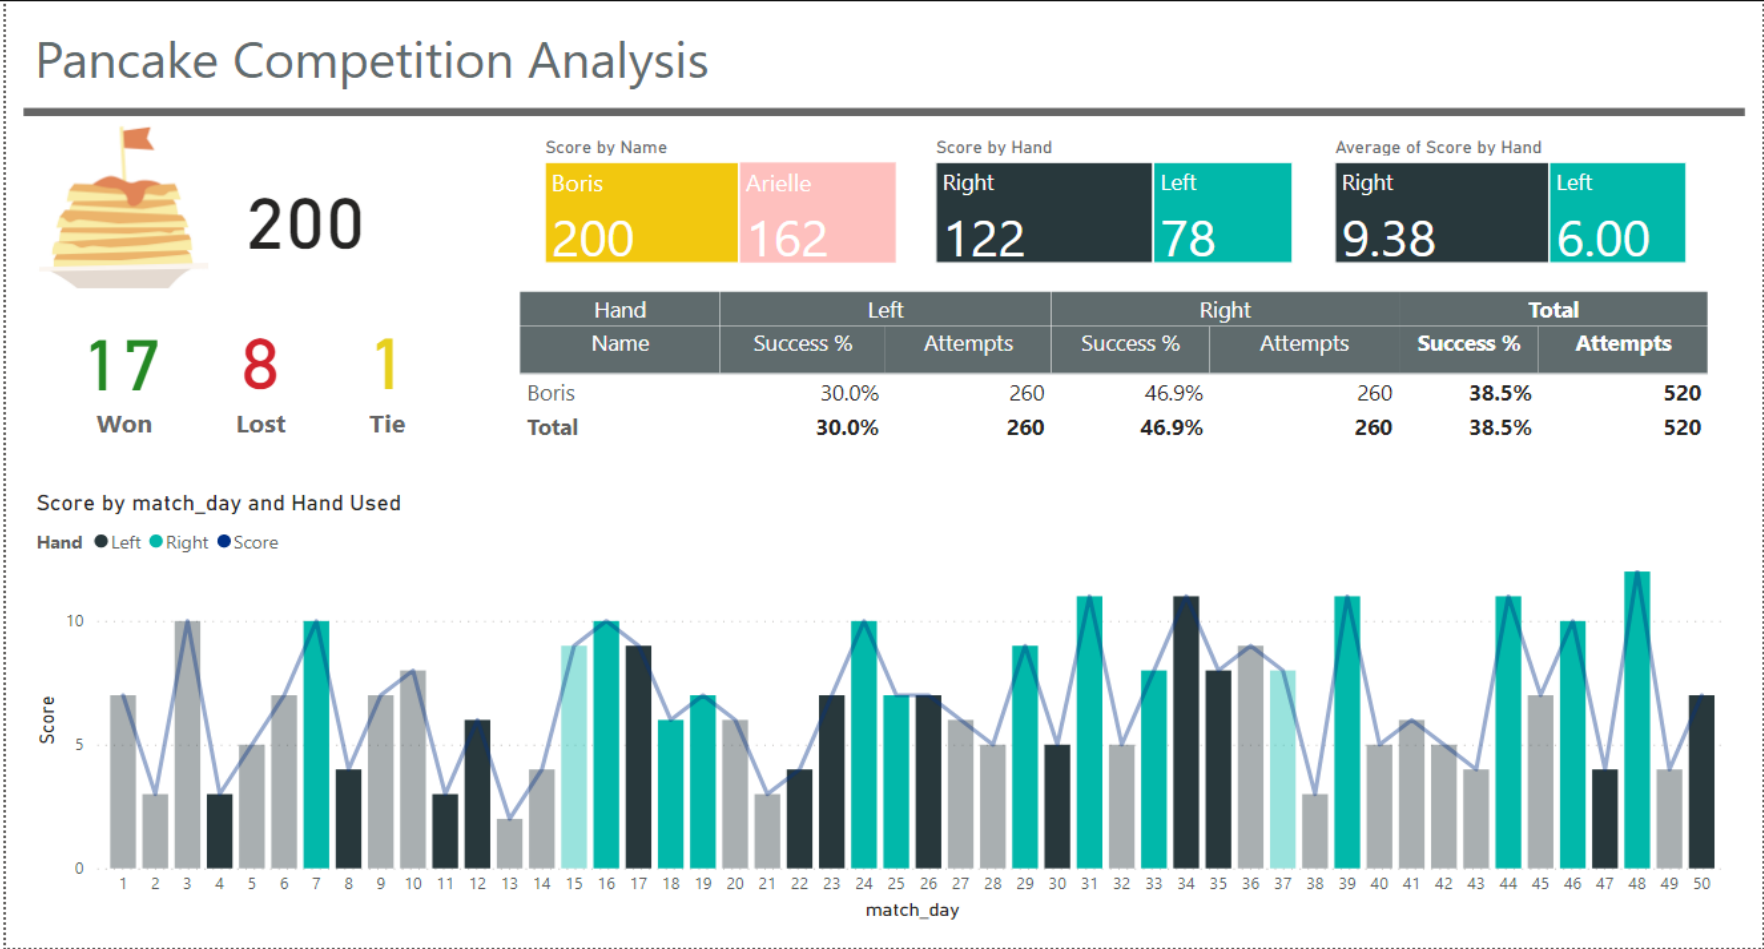 Pancake Competition Analysis
200
17 8 1
Won Lost Tie
Score by Name
Boris Arielle
200 162
Score by Hand
Right Left
122 78
Average of Score by Hand
Right Left
9.38 6.00
Hand Left Right Total
Name Success % Attempts Success % Attempts Success % Attempts
Boris 30.0% 260 46.9% 260 38.5% 520
Total 30.0% 260 46.9% 260 38.5% 520
Score by match_day and Hand Used
Hand Left Right Score
10
5
0
Score
1 2 3 4 5 6 7 8 9 10 11 12 13 14 15 16 17 18 19 20 21 22 23 24 25 26 27 28 29 30 31 32 33 34 35 36 37 38 39 40 41 42 43 44 45 46 47 48 49 50
match_day